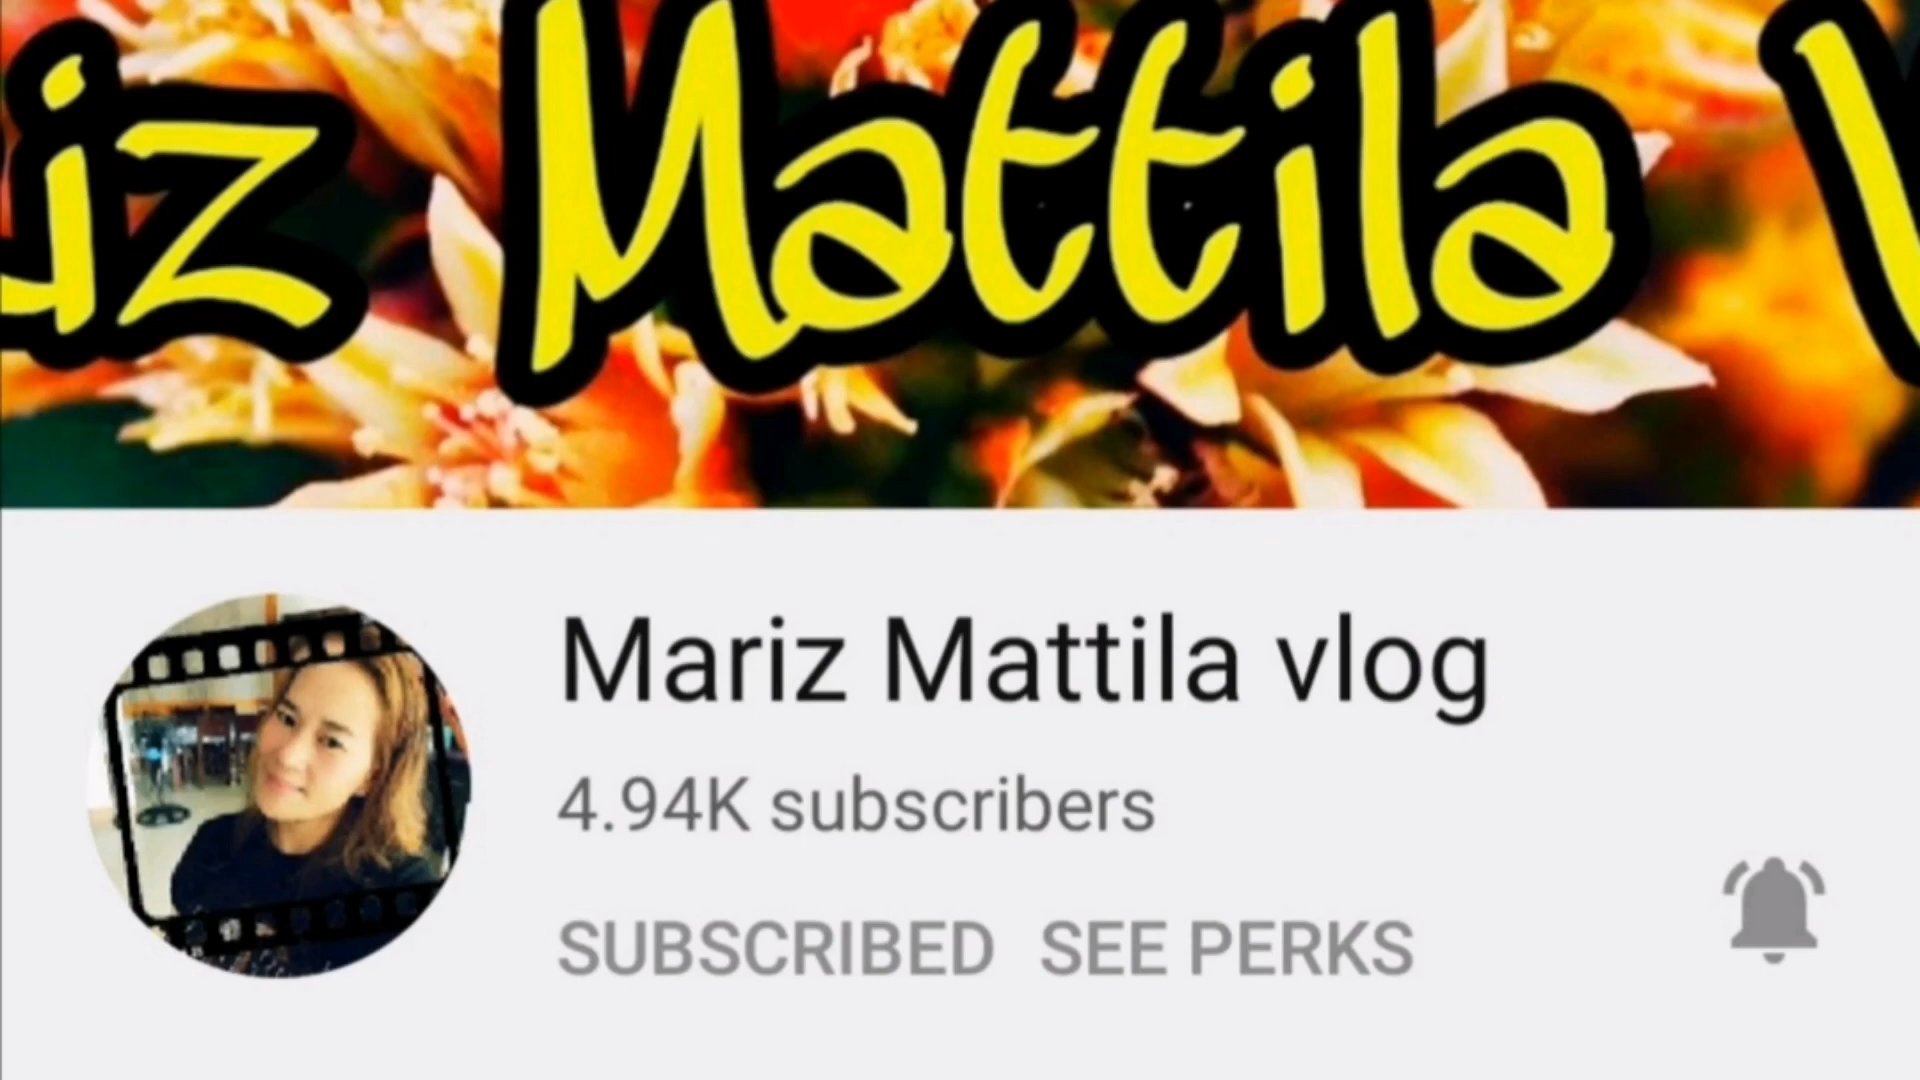 iz Mattila
Mariz Mattila vlog
4.94K subscribers
SUBSCRIBED SEE PERKS